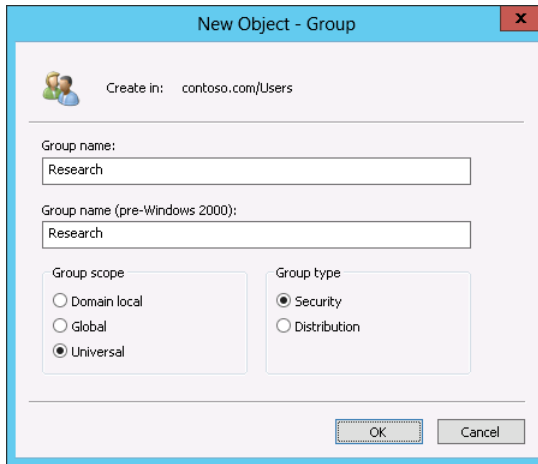 New Object - Group
x
Create in: contoso.com/Users
Group name:
Research
Group name (pre-Windows 2000):
Research
Group scope
Domain local
Global
Universal
Group type
Security
Distribution
OK Cancel